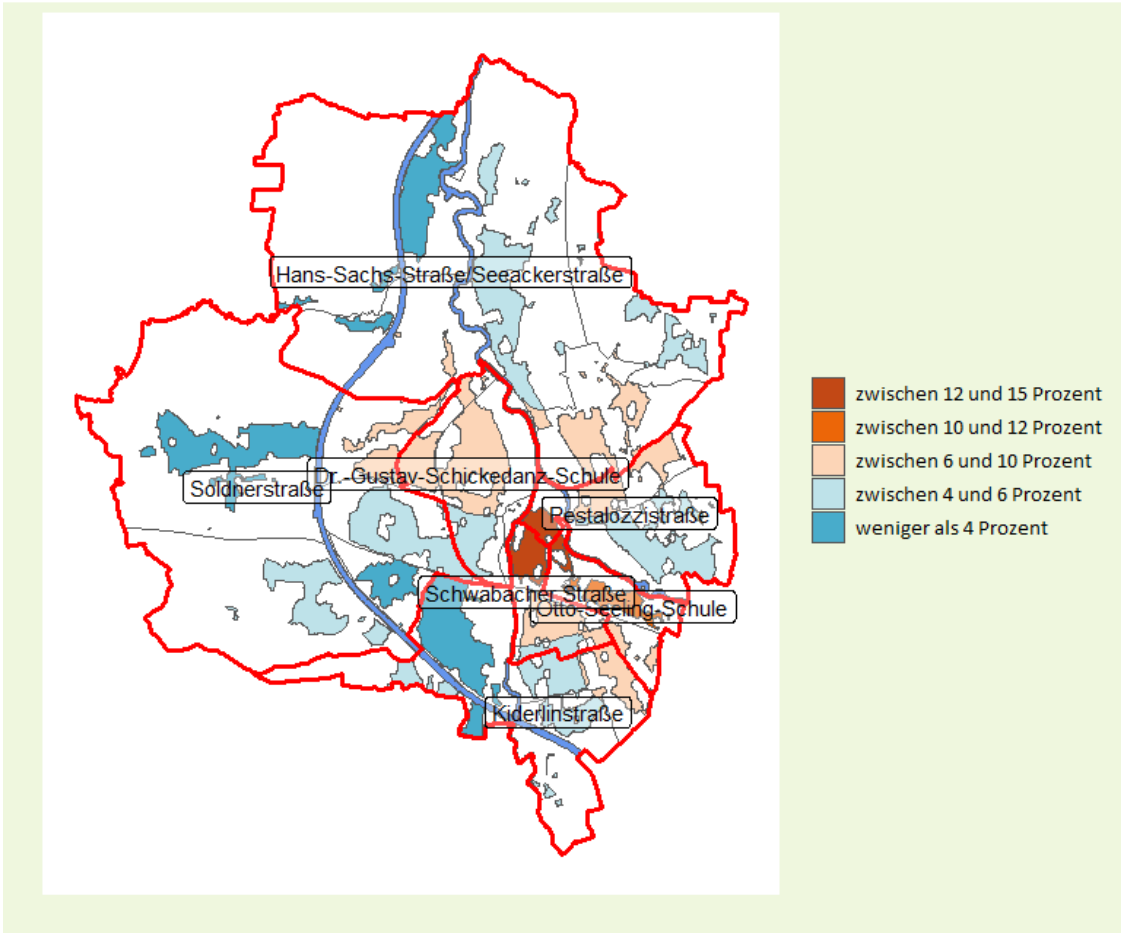 Hans-Sachs-Straße/Seeackerstraße
Dr.-Gustav-Schickedanz-Schule
Soldnerstraße
Pestalozzistraße
Schwabacher Straße
Otto-Seeling-Schule
Kiderlinstraße
zwischen 12 und 15 Prozent
zwischen 10 und 12 Prozent
zwischen 6 und 10 Prozent
zwischen 4 und 6 Prozent
weniger als 4 Prozent